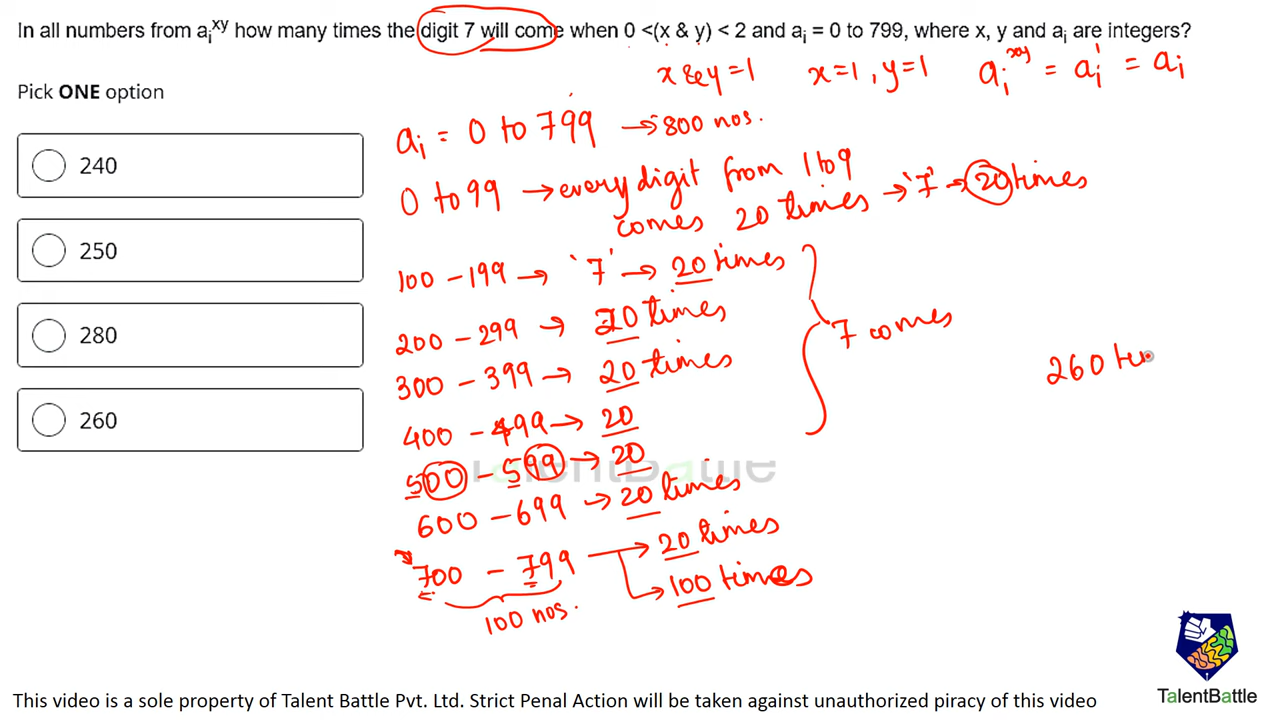 In all numbers from aᵢˣʸ how many times the digit 7 will come when 0 <(x & y) < 2 and aᵢ = 0 to 799, where x, y and aᵢ are integers?
x & y = 1 x=1, y=1 aᵢˣʸ = aᵢ¹ = aᵢ
Pick ONE option
aᵢ = 0 to 799 → 800 nos.
240
0 to 99 → every digit from 1 to 9
comes 20 times → '7' → 20 times
250
100 – 199 → '7' → 20 times
200 – 299 → 20 times
7 comes
280
300 – 399 → 20 times
260
260
400 – 499 → 20
500 – 599 → 20
TalentBattle
600 – 699 → 20 times
700 – 799 → 20 times
→ 100 times
100 nos.
TalentBattle
This video is a sole property of Talent Battle Pvt. Ltd. Strict Penal Action will be taken against unauthorized piracy of this video